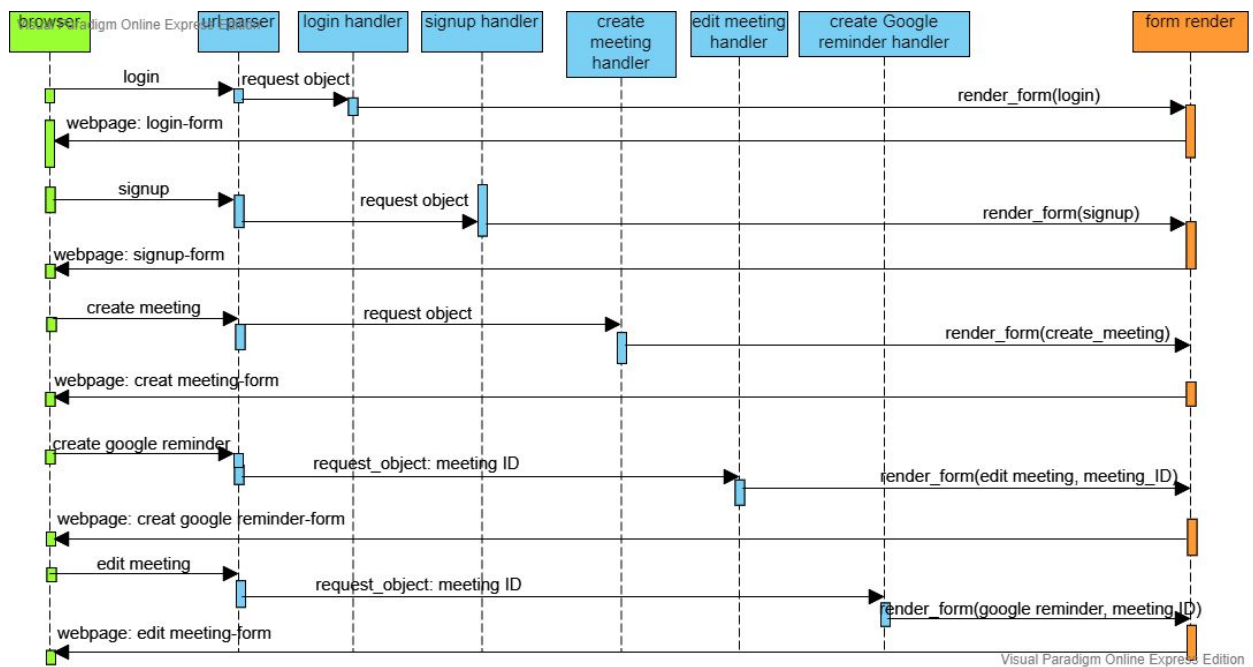 browser
Visual Paradigm Online Express Edition
url parser
login handler
signup handler
create
meeting
handler
edit meeting
handler
create Google
reminder handler
form render
login
request object
render_form(login)
webpage: login-form
signup
request object
render_form(signup)
webpage: signup-form
create meeting
request object
render_form(create_meeting)
webpage: creat meeting-form
create google reminder
request_object: meeting ID
render_form(edit meeting, meeting_ID)
webpage: creat google reminder-form
edit meeting
request_object: meeting ID
render_form(google reminder, meeting ID)
webpage: edit meeting-form
Visual Paradigm Online Express Edition